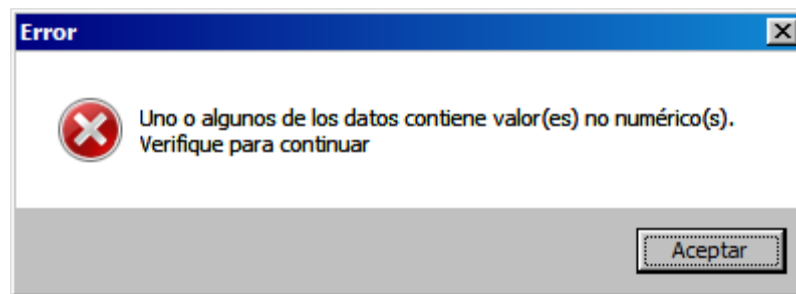 Error
Uno o algunos de los datos contiene valor(es) no numérico(s).
Verifique para continuar
Aceptar